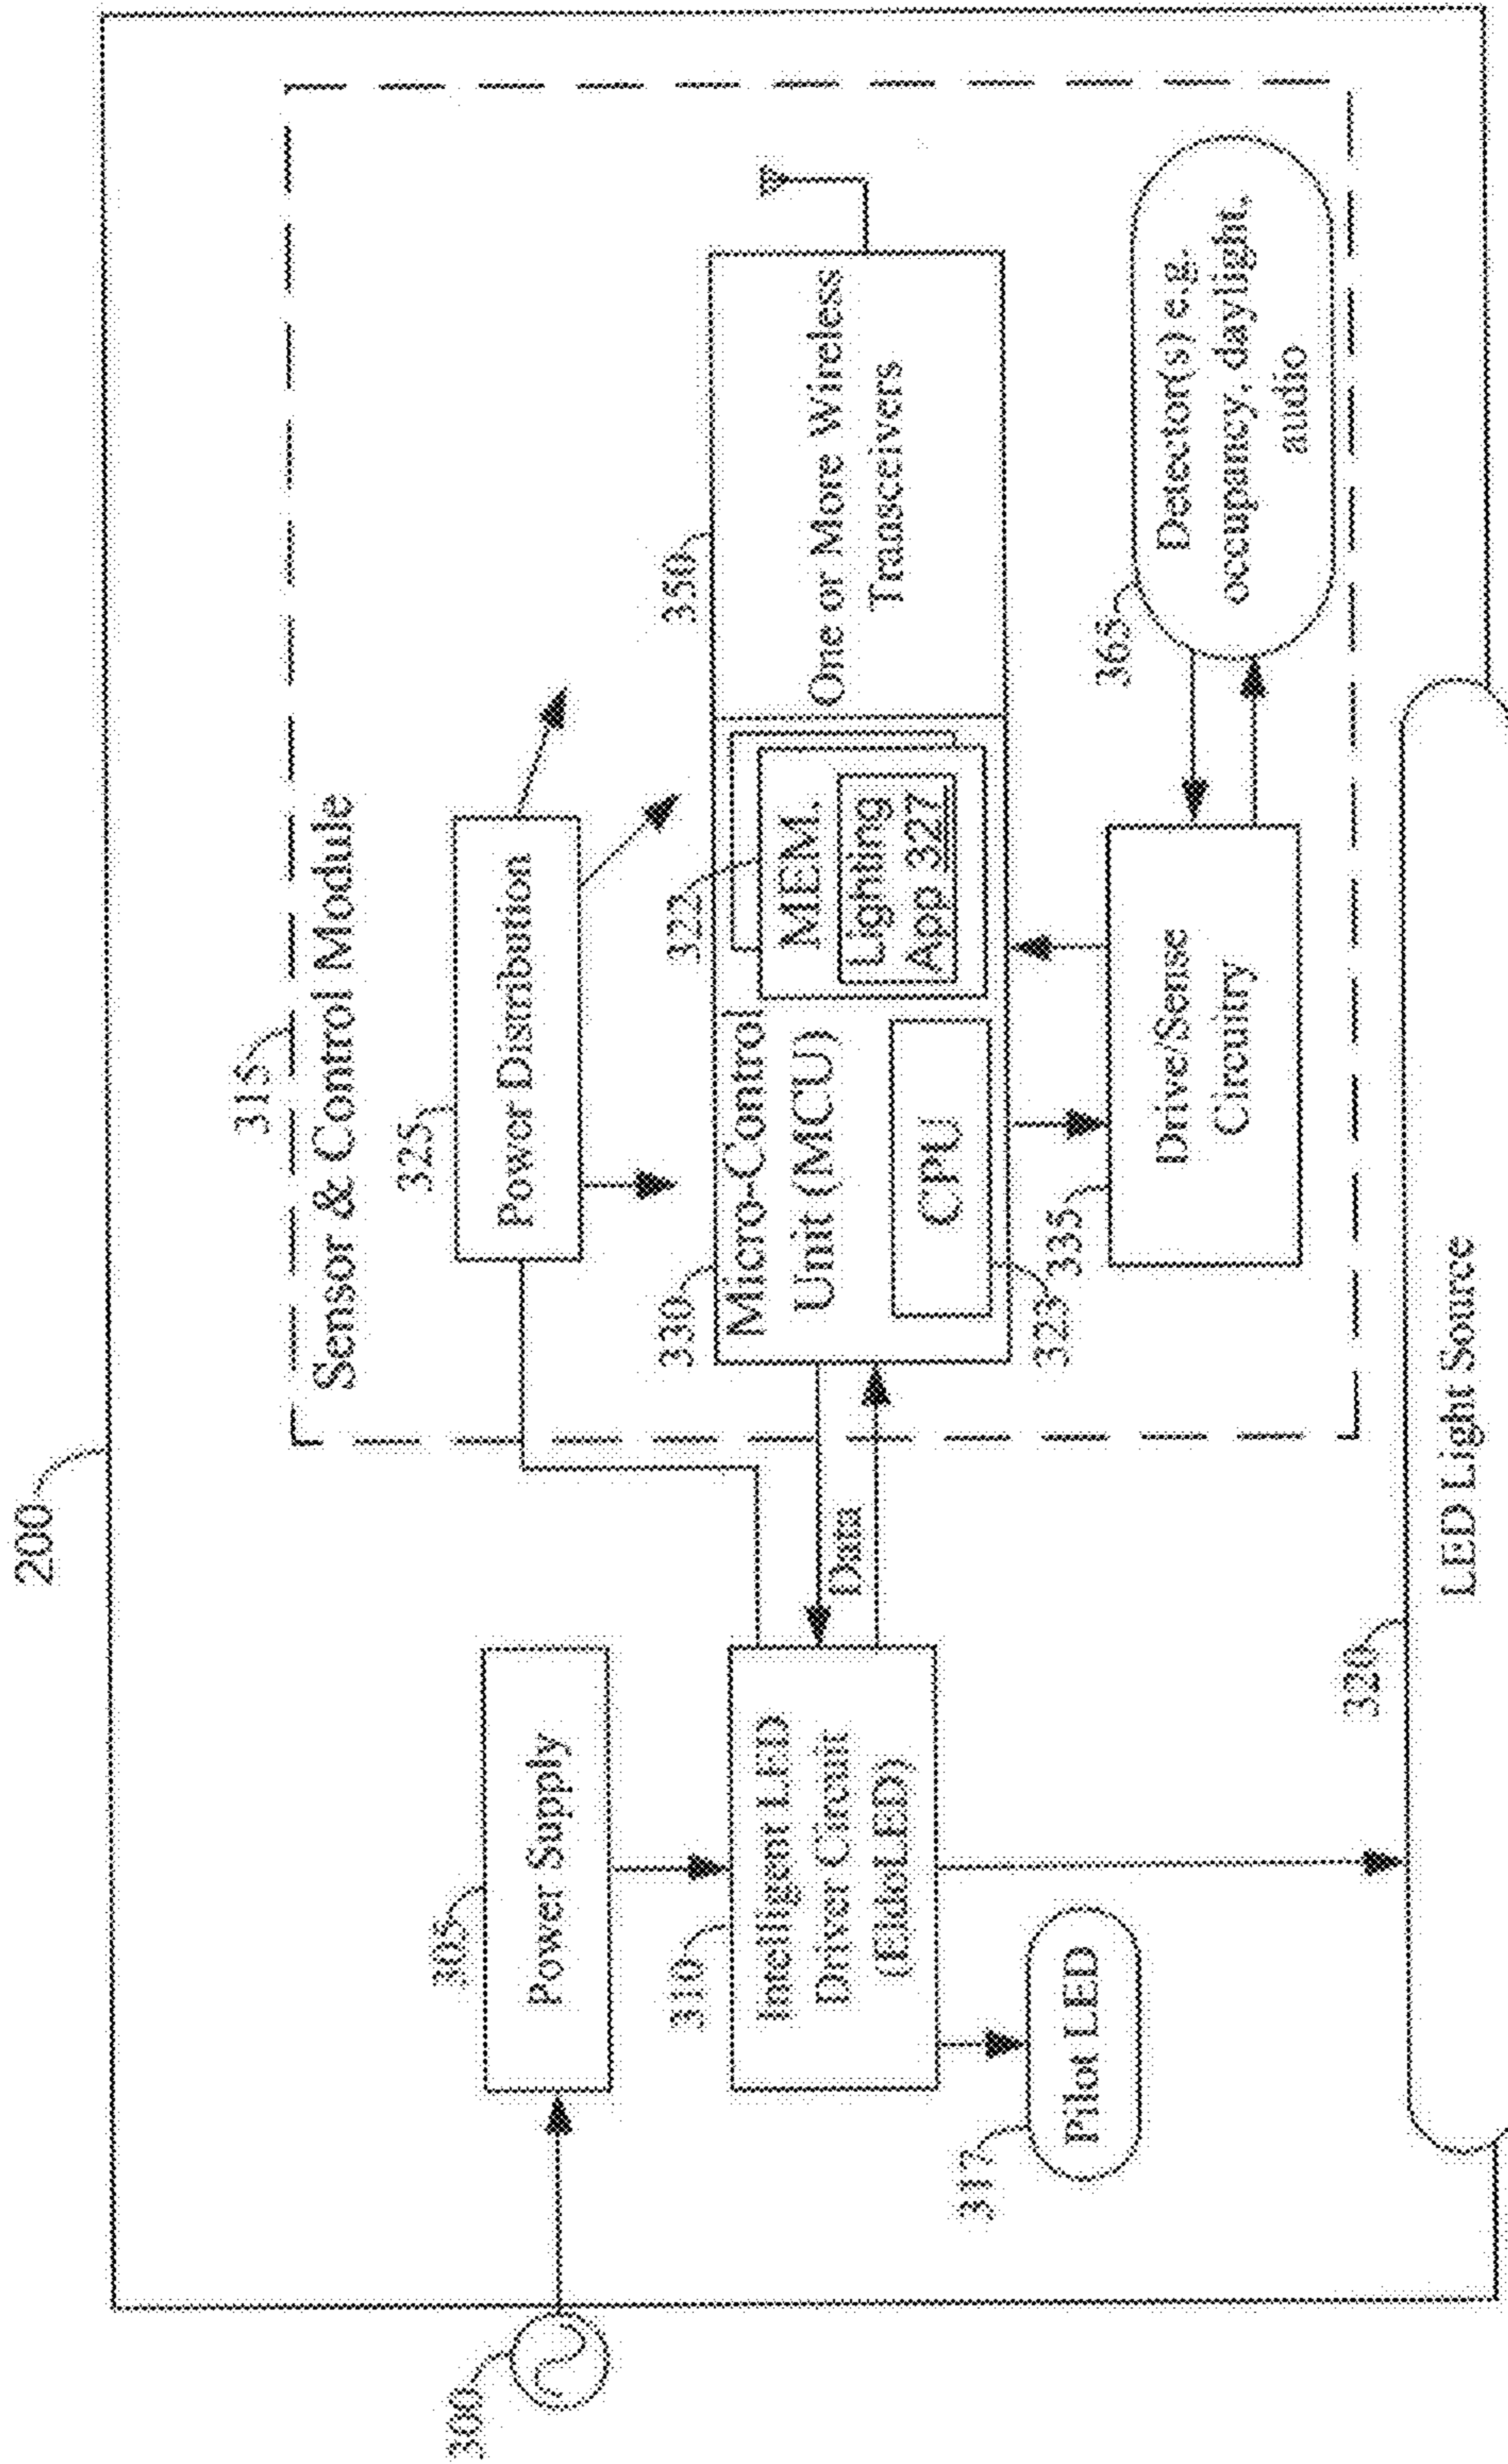 200
315
Sensor & Control Module
300
305
Power Supply
325
Power Distribution
310
Intelligent LED
Driver Circuit
(EldoLED)
Data
330
Micro-Control
Unit (MCU)
CPU
323
322
MEM.
Lighting
App 327
350
One or More Wireless
Transceivers
317
Pilot LED
335
Drive/Sense
Circuitry
365
Detector(s) e.g.
occupancy, daylight,
audio
320
LED Light Source